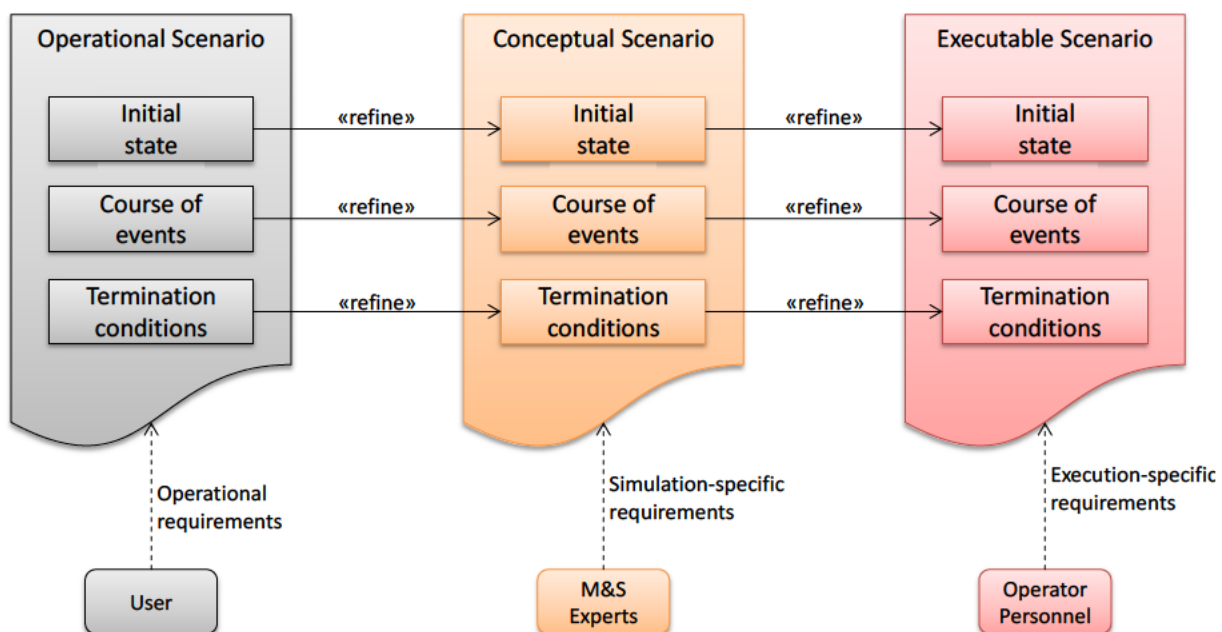 Operational Scenario
Conceptual Scenario
Executable Scenario
Initial
state
«refine»
Initial
state
«refine»
Initial
state
Course of
events
«refine»
Course of
events
«refine»
Course of
events
Termination
conditions
«refine»
Termination
conditions
«refine»
Termination
conditions
Operational
requirements
Simulation-specific
requirements
Execution-specific
requirements
User
M&S
Experts
Operator
Personnel